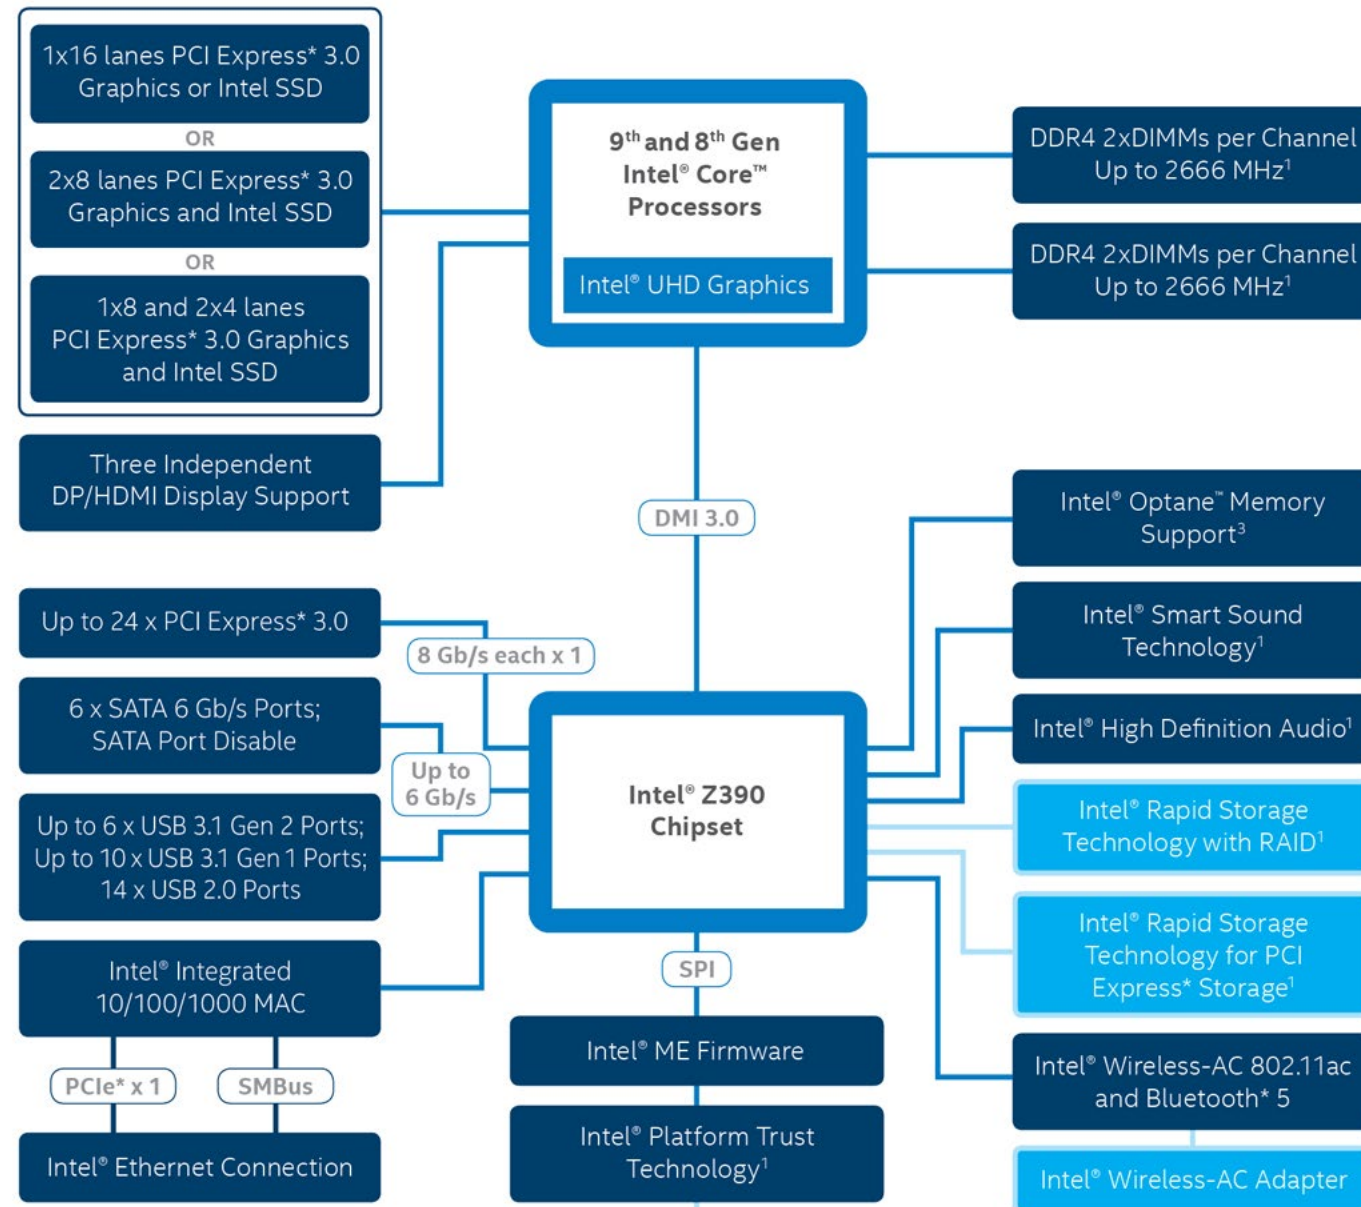 1x16 lanes PCI Express* 3.0
Graphics or Intel SSD
OR
2x8 lanes PCI Express* 3.0
Graphics and Intel SSD
OR
1x8 and 2x4 lanes
PCI Express* 3.0 Graphics
and Intel SSD
Three Independent
DP/HDMI Display Support
9th and 8th Gen
Intel® Core™
Processors
Intel® UHD Graphics
DDR4 2xDIMMs per Channel
Up to 2666 MHz¹
DDR4 2xDIMMs per Channel
Up to 2666 MHz¹
DMI 3.0
Up to 24 x PCI Express* 3.0
8 Gb/s each x 1
6 x SATA 6 Gb/s Ports;
SATA Port Disable
Up to
6 Gb/s
Up to 6 x USB 3.1 Gen 2 Ports;
Up to 10 x USB 3.1 Gen 1 Ports;
14 x USB 2.0 Ports
Intel® Integrated
10/100/1000 MAC
PCIe* x 1
SMBus
Intel® Ethernet Connection
Intel® Z390
Chipset
SPI
Intel® ME Firmware
Intel® Platform Trust
Technology¹
Intel® Optane™ Memory
Support³
Intel® Smart Sound
Technology¹
Intel® High Definition Audio¹
Intel® Rapid Storage
Technology with RAID¹
Intel® Rapid Storage
Technology for PCI
Express* Storage¹
Intel® Wireless-AC 802.11ac
and Bluetooth* 5
Intel® Wireless-AC Adapter